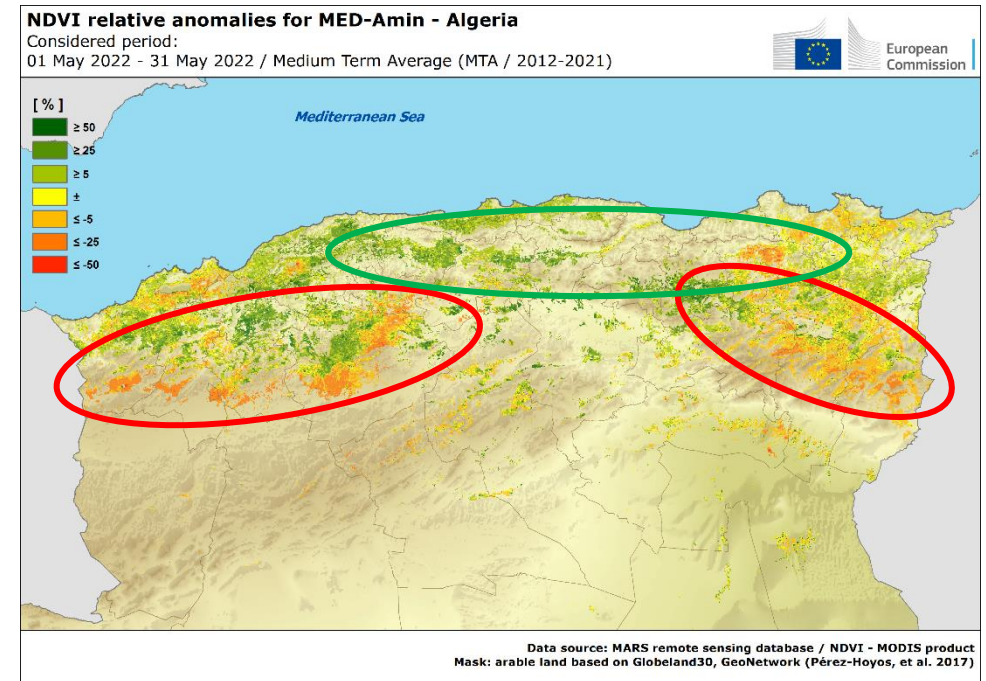 NDVI relative anomalies for MED-Amin - Algeria
Considered period:
01 May 2022 - 31 May 2022 / Medium Term Average (MTA / 2012-2021)
European
Commission
[ % ]
≥ 50
≥ 25
≥ 5
±
≤ -5
≤ -25
≤ -50
Mediterranean Sea
Data source: MARS remote sensing database / NDVI - MODIS product
Mask: arable land based on Globeland30, GeoNetwork (Pérez-Hoyos, et al. 2017)